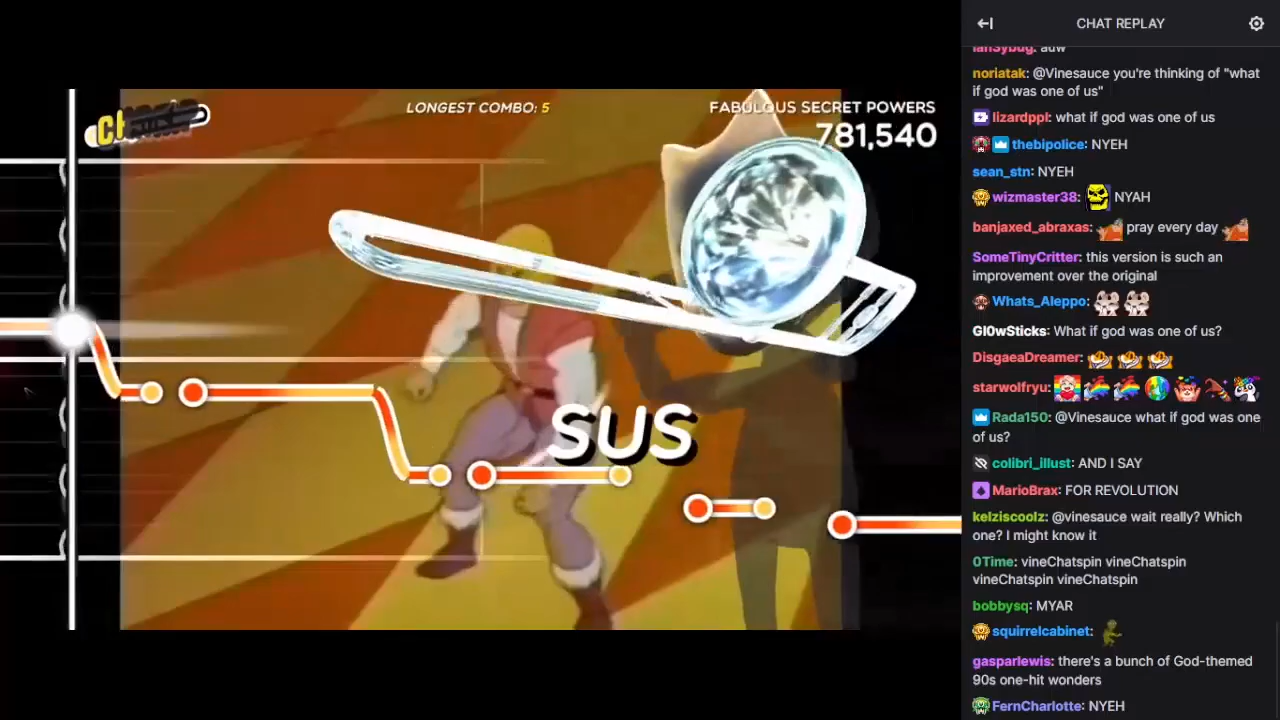 LONGEST COMBO: 5
FABULOUS SECRET POWERS
781,540
SUS
CHAT REPLAY
noriatak: @Vinesauce you're thinking of "what
if god was one of us"
lizardppl: what if god was one of us
thebipolice: NYEH
sean_stn: NYEH
wizmaster38: NYAH
banjaxed_abraxas: pray every day
SomeTinyCritter: this version is such an
improvement over the original
Whats_Aleppo:
Gl0wSticks: What if god was one of us?
DisgaeaDreamer:
starwolfryu:
Rada150: @Vinesauce what if god was one
of us?
colibri_illust: AND I SAY
MarioBrax: FOR REVOLUTION
kelziscoolz: @vinesauce wait really? Which
one? I might know it
0Time: vineChatspin vineChatspin
vineChatspin vineChatspin
bobbysq: MYAR
squirrelcabinet:
gasparlewis: there's a bunch of God-themed
90s one-hit wonders
FernCharlotte: NYEH